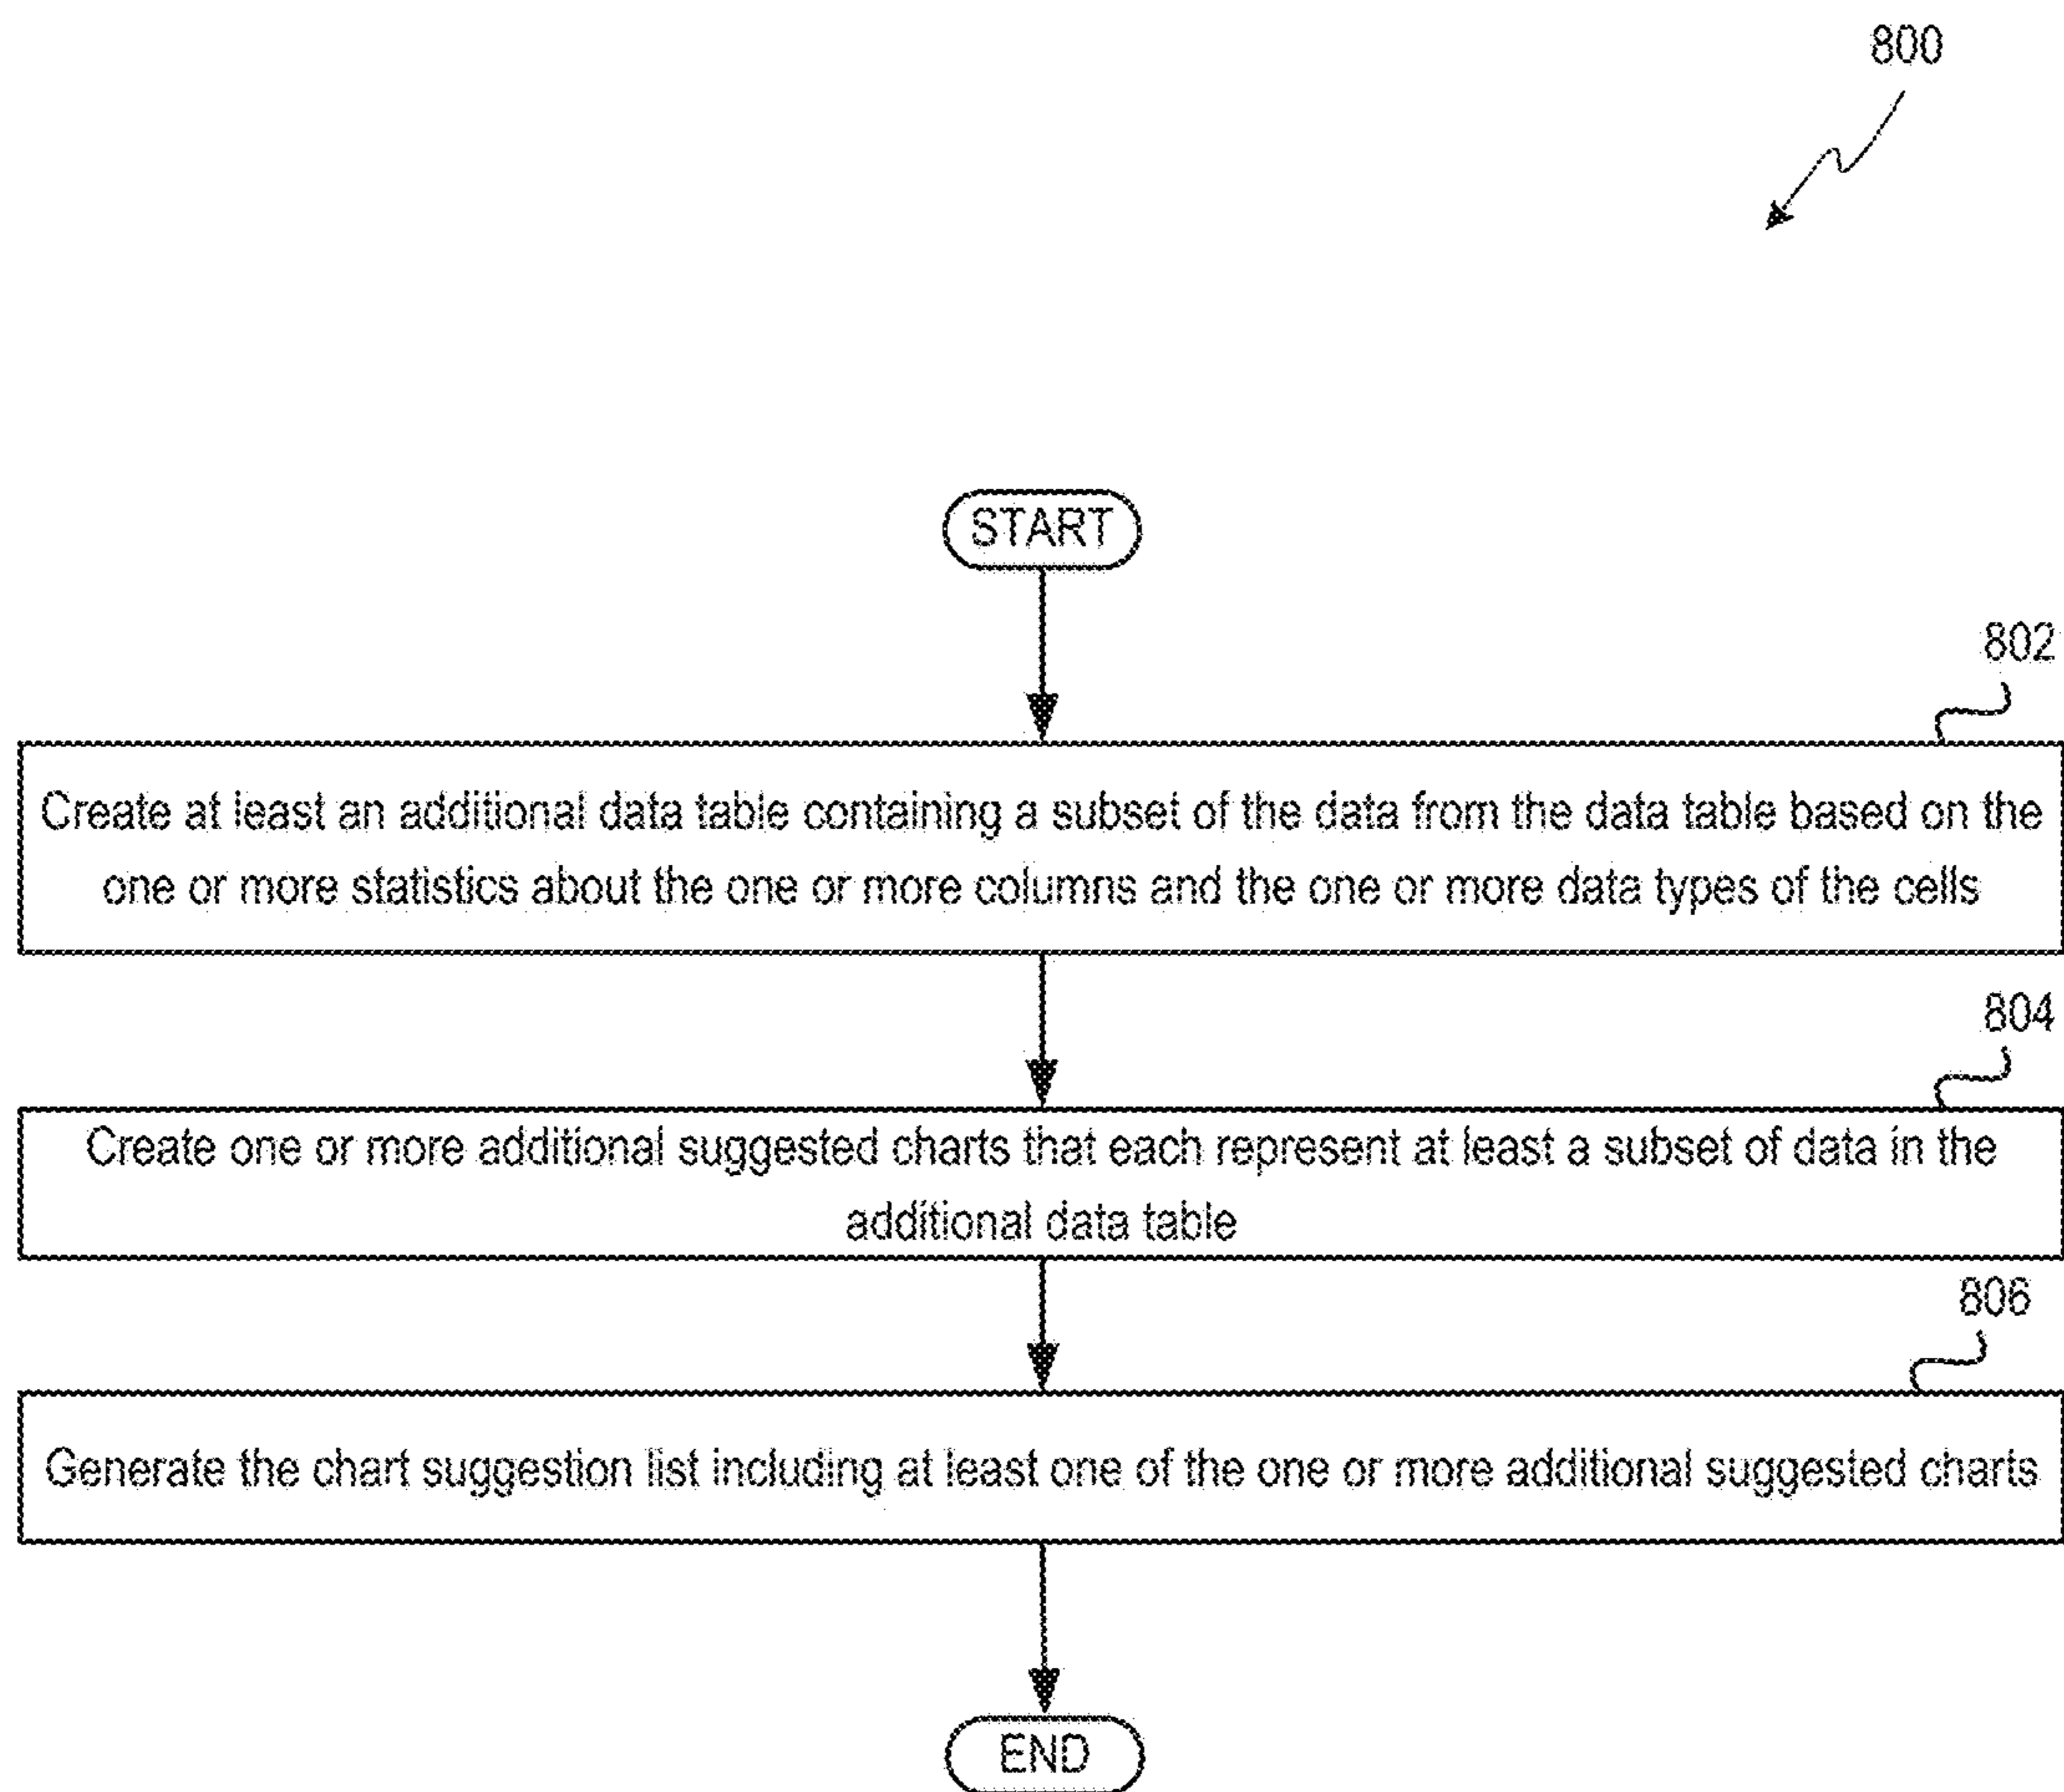 800
START
802
Create at least an additional data table containing a subset of the data from the data table based on the
one or more statistics about the one or more columns and the one or more data types of the cells
804
Create one or more additional suggested charts that each represent at least a subset of data in the
additional data table
806
Generate the chart suggestion list including at least one of the one or more additional suggested charts
END